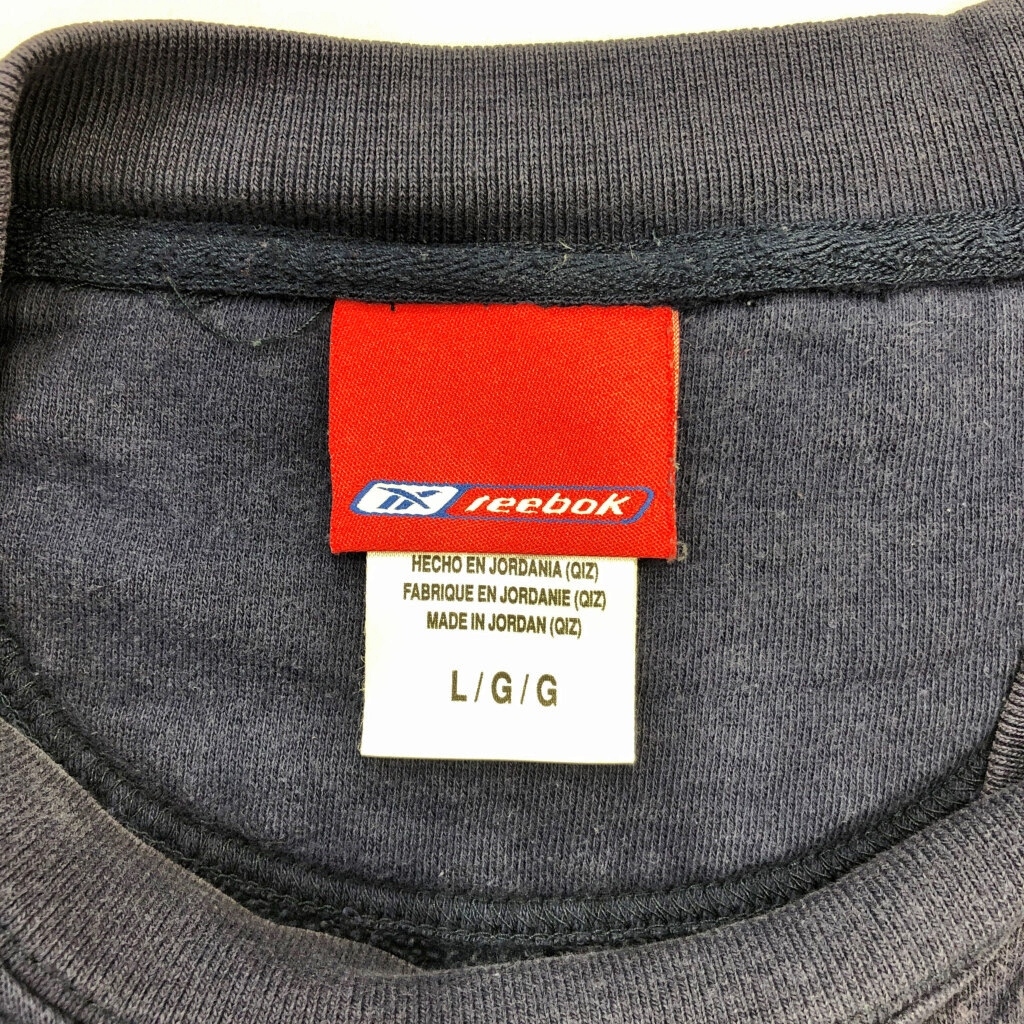 reebok
HECHO EN JORDANIA (QIZ)
FABRIQUE EN JORDANIE (QIZ)
MADE IN JORDAN (QIZ)
L / G / G